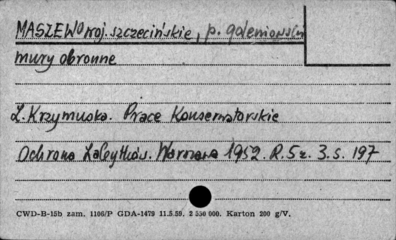 MASZEWO woj. szczecińskie, p. goleniowski
mury obronne
Z. Krzymuska. Prace Konserwatorskie
Ochrona Zabytków. Warszawa 1952. R.5 z. 3. s. 197
CWD-B-15b zam. 1106/P GDA-1479 11.5.59. 2 550 000. Karton 200 g/V.